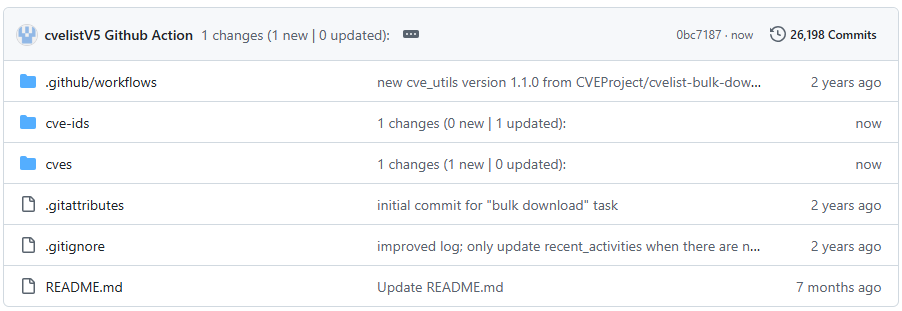 cvelistV5 Github Action 1 changes (1 new | 0 updated): ··· 0bc7187 · now 26,198 Commits
.github/workflows new cve_utils version 1.1.0 from CVEProject/cvelist-bulk-dow... 2 years ago
cve-ids 1 changes (0 new | 1 updated): now
cves 1 changes (1 new | 0 updated): now
.gitattributes initial commit for "bulk download" task 2 years ago
.gitignore improved log; only update recent_activities when there are n... 2 years ago
README.md Update README.md 7 months ago